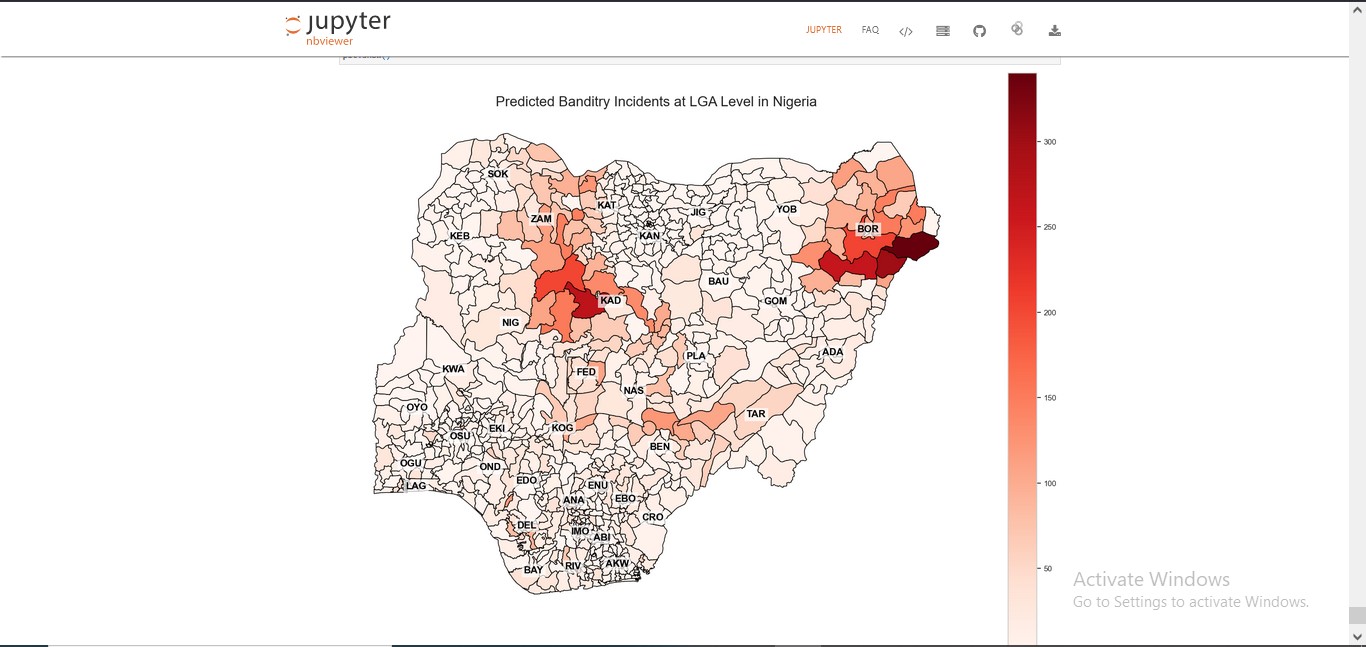 jupyter
nbviewer
JUPYTER FAQ </>
Predicted Banditry Incidents at LGA Level in Nigeria
SOK
KAT
ZAM
JIG
YOB
KEB
KAN
BOR
BAU
KAD
GOM
NIG
FED
PLA
ADA
KWA
NAS
OYO
TAR
KOG
EKI
OSU
BEN
OGU
OND
EDO
LAG
ENU
ANA
EBO
CRO
DEL
IMO
ABI
BAY
RIV
AKW
300
250
200
150
100
50
Activate Windows
Go to Settings to activate Windows.